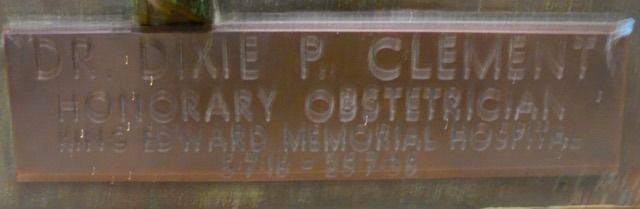 DR. DIXIE P. CLEMENT
HONORARY OBSTETRICIAN
KING EDWARD MEMORIAL HOSPITAL